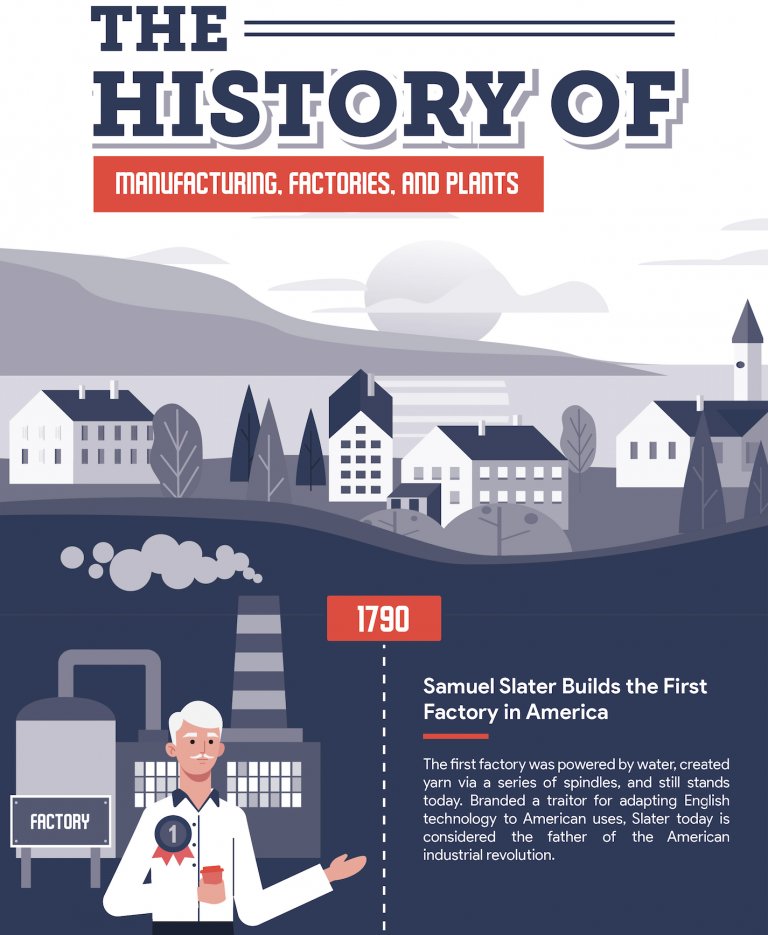 THE
HISTORY OF
MANUFACTURING, FACTORIES, AND PLANTS
1790
Samuel Slater Builds the First
Factory in America
The first factory was powered by water, created
yarn via a series of spindles, and still stands
today. Branded a traitor for adapting English
technology to American uses, Slater today is
considered the father of the American
industrial revolution.
FACTORY
1